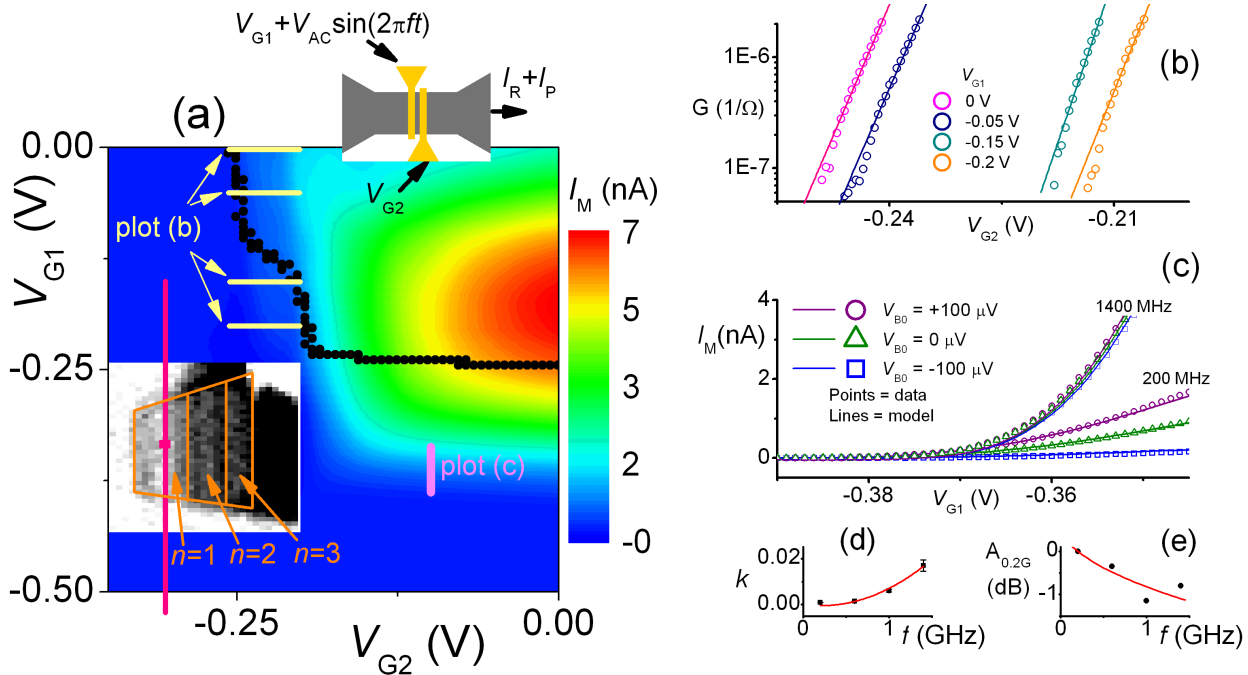 V_G1+V_ACsin(2πft)
I_R+I_P
(a)
V_G2
0.00
-0.25
-0.50
V_G1 (V)
plot (b)
plot (c)
n=1
n=2
n=3
-0.25
0.00
V_G2 (V)
I_M (nA)
7
5
3
2
-0
(b)
1E-6
G (1/Ω)
1E-7
V_G1
0 V
-0.05 V
-0.15 V
-0.2 V
-0.24
-0.21
V_G2 (V)
(c)
4
I_M(nA)
2
0
V_B0 = +100 μV
V_B0 = 0 μV
V_B0 = -100 μV
Points = data
Lines = model
1400 MHz
200 MHz
-0.38
-0.36
V_G1 (V)
(d)
0.02
k
0.00
0
1
f (GHz)
(e)
A_0.2G
(dB)
0
-1
0
1
f (GHz)